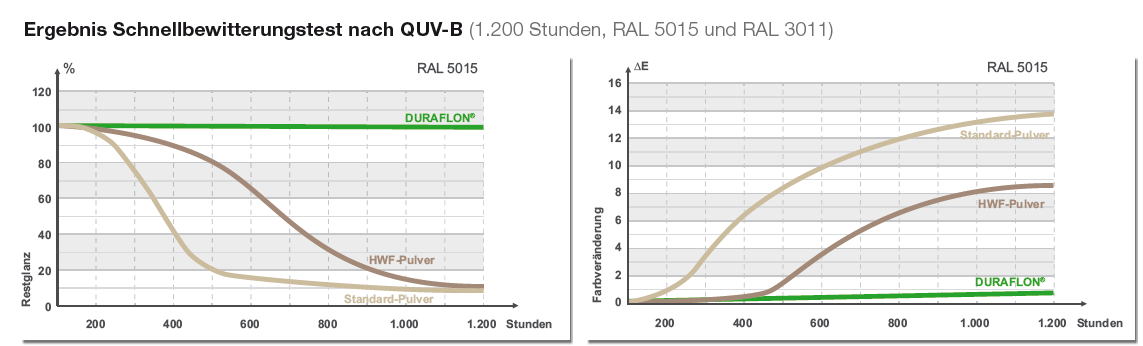 Ergebnis Schnellbewitterungstest nach QUV-B (1.200 Stunden, RAL 5015 und RAL 3011)
%
RAL 5015
120
100
80
60
40
20
0
Restglanz
DURAFLON®
HWF-Pulver
Standard-Pulver
200 400 600 800 1.000 1.200 Stunden
ΔE
RAL 5015
16
14
12
10
8
6
4
2
0
Farbveränderung
Standard-Pulver
HWF-Pulver
DURAFLON®
200 400 600 800 1.000 1.200 Stunden